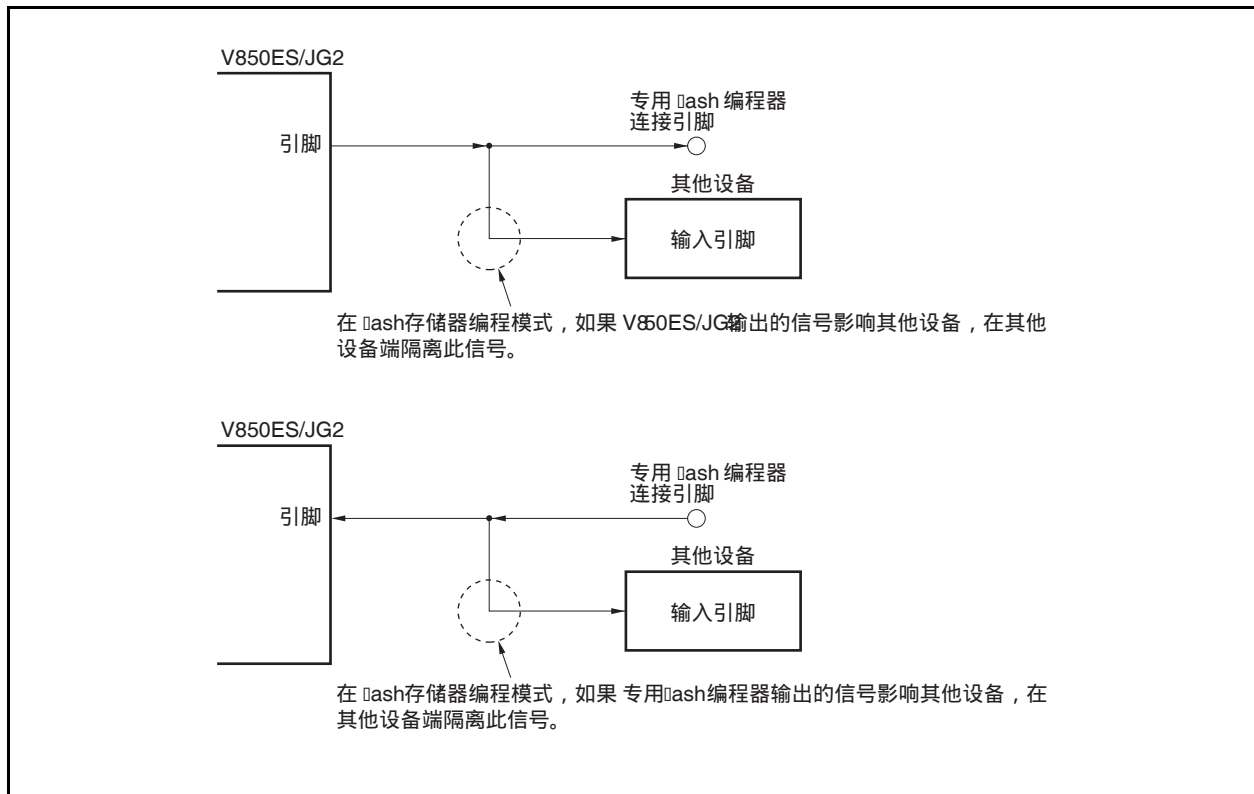 V850ES/JG2
专用 ▯ash 编程器
连接引脚
引脚
其他设备
输入引脚
在 ▯ash存储器编程模式，如果 V850ES/JG2输出的信号影响其他设备，在其他
设备端隔离此信号。
V850ES/JG2
专用 ▯ash 编程器
连接引脚
引脚
其他设备
输入引脚
在 ▯ash存储器编程模式，如果 专用▯ash编程器输出的信号影响其他设备，在
其他设备端隔离此信号。